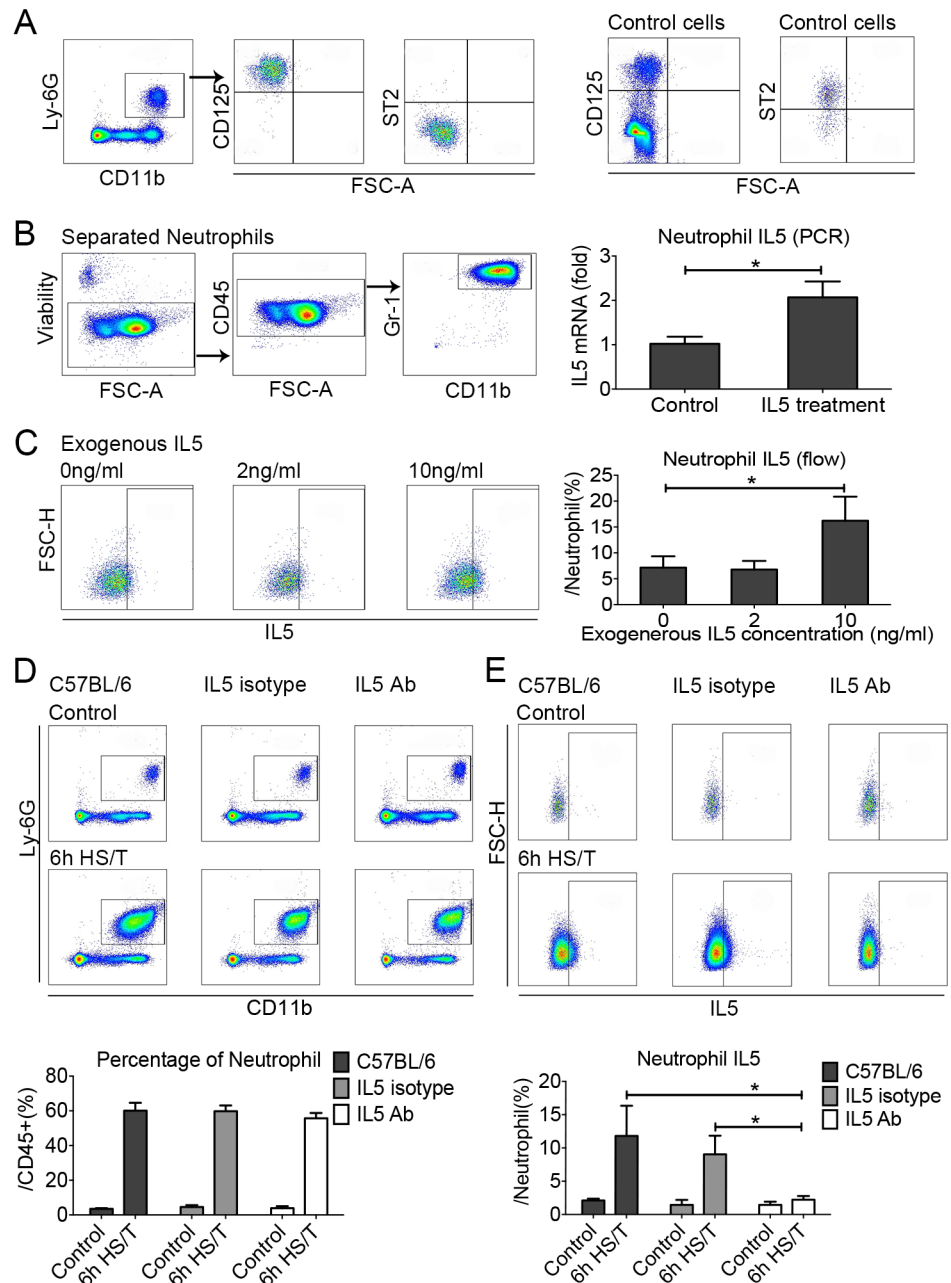 A
Control cells
Control cells
Ly-6G
CD125
ST2
CD125
ST2
CD11b
FSC-A
FSC-A
B
Separated Neutrophils
Viability
CD45
Gr-1
FSC-A
FSC-A
CD11b
Neutrophil IL5 (PCR)
IL5 mRNA (fold)
3
2
1
0
*
Control
IL5 treatment
C
Exogenous IL5
0ng/ml
2ng/ml
10ng/ml
FSC-H
IL5
Neutrophil IL5 (flow)
/Neutrophil(%)
25
20
15
10
5
0
*
0
2
10
Exogenerous IL5 concentration (ng/ml)
D
C57BL/6
IL5 isotype
IL5 Ab
Control
Ly-6G
6h HS/T
CD11b
Percentage of Neutrophil
/CD45+(%)
80
60
40
20
0
C57BL/6
IL5 isotype
IL5 Ab
Control
6h HS/T
Control
6h HS/T
Control
6h HS/T
E
C57BL/6
IL5 isotype
IL5 Ab
Control
FSC-H
6h HS/T
IL5
Neutrophil IL5
/Neutrophil(%)
20
15
10
5
0
*
*
C57BL/6
IL5 isotype
IL5 Ab
Control
6h HS/T
Control
6h HS/T
Control
6h HS/T